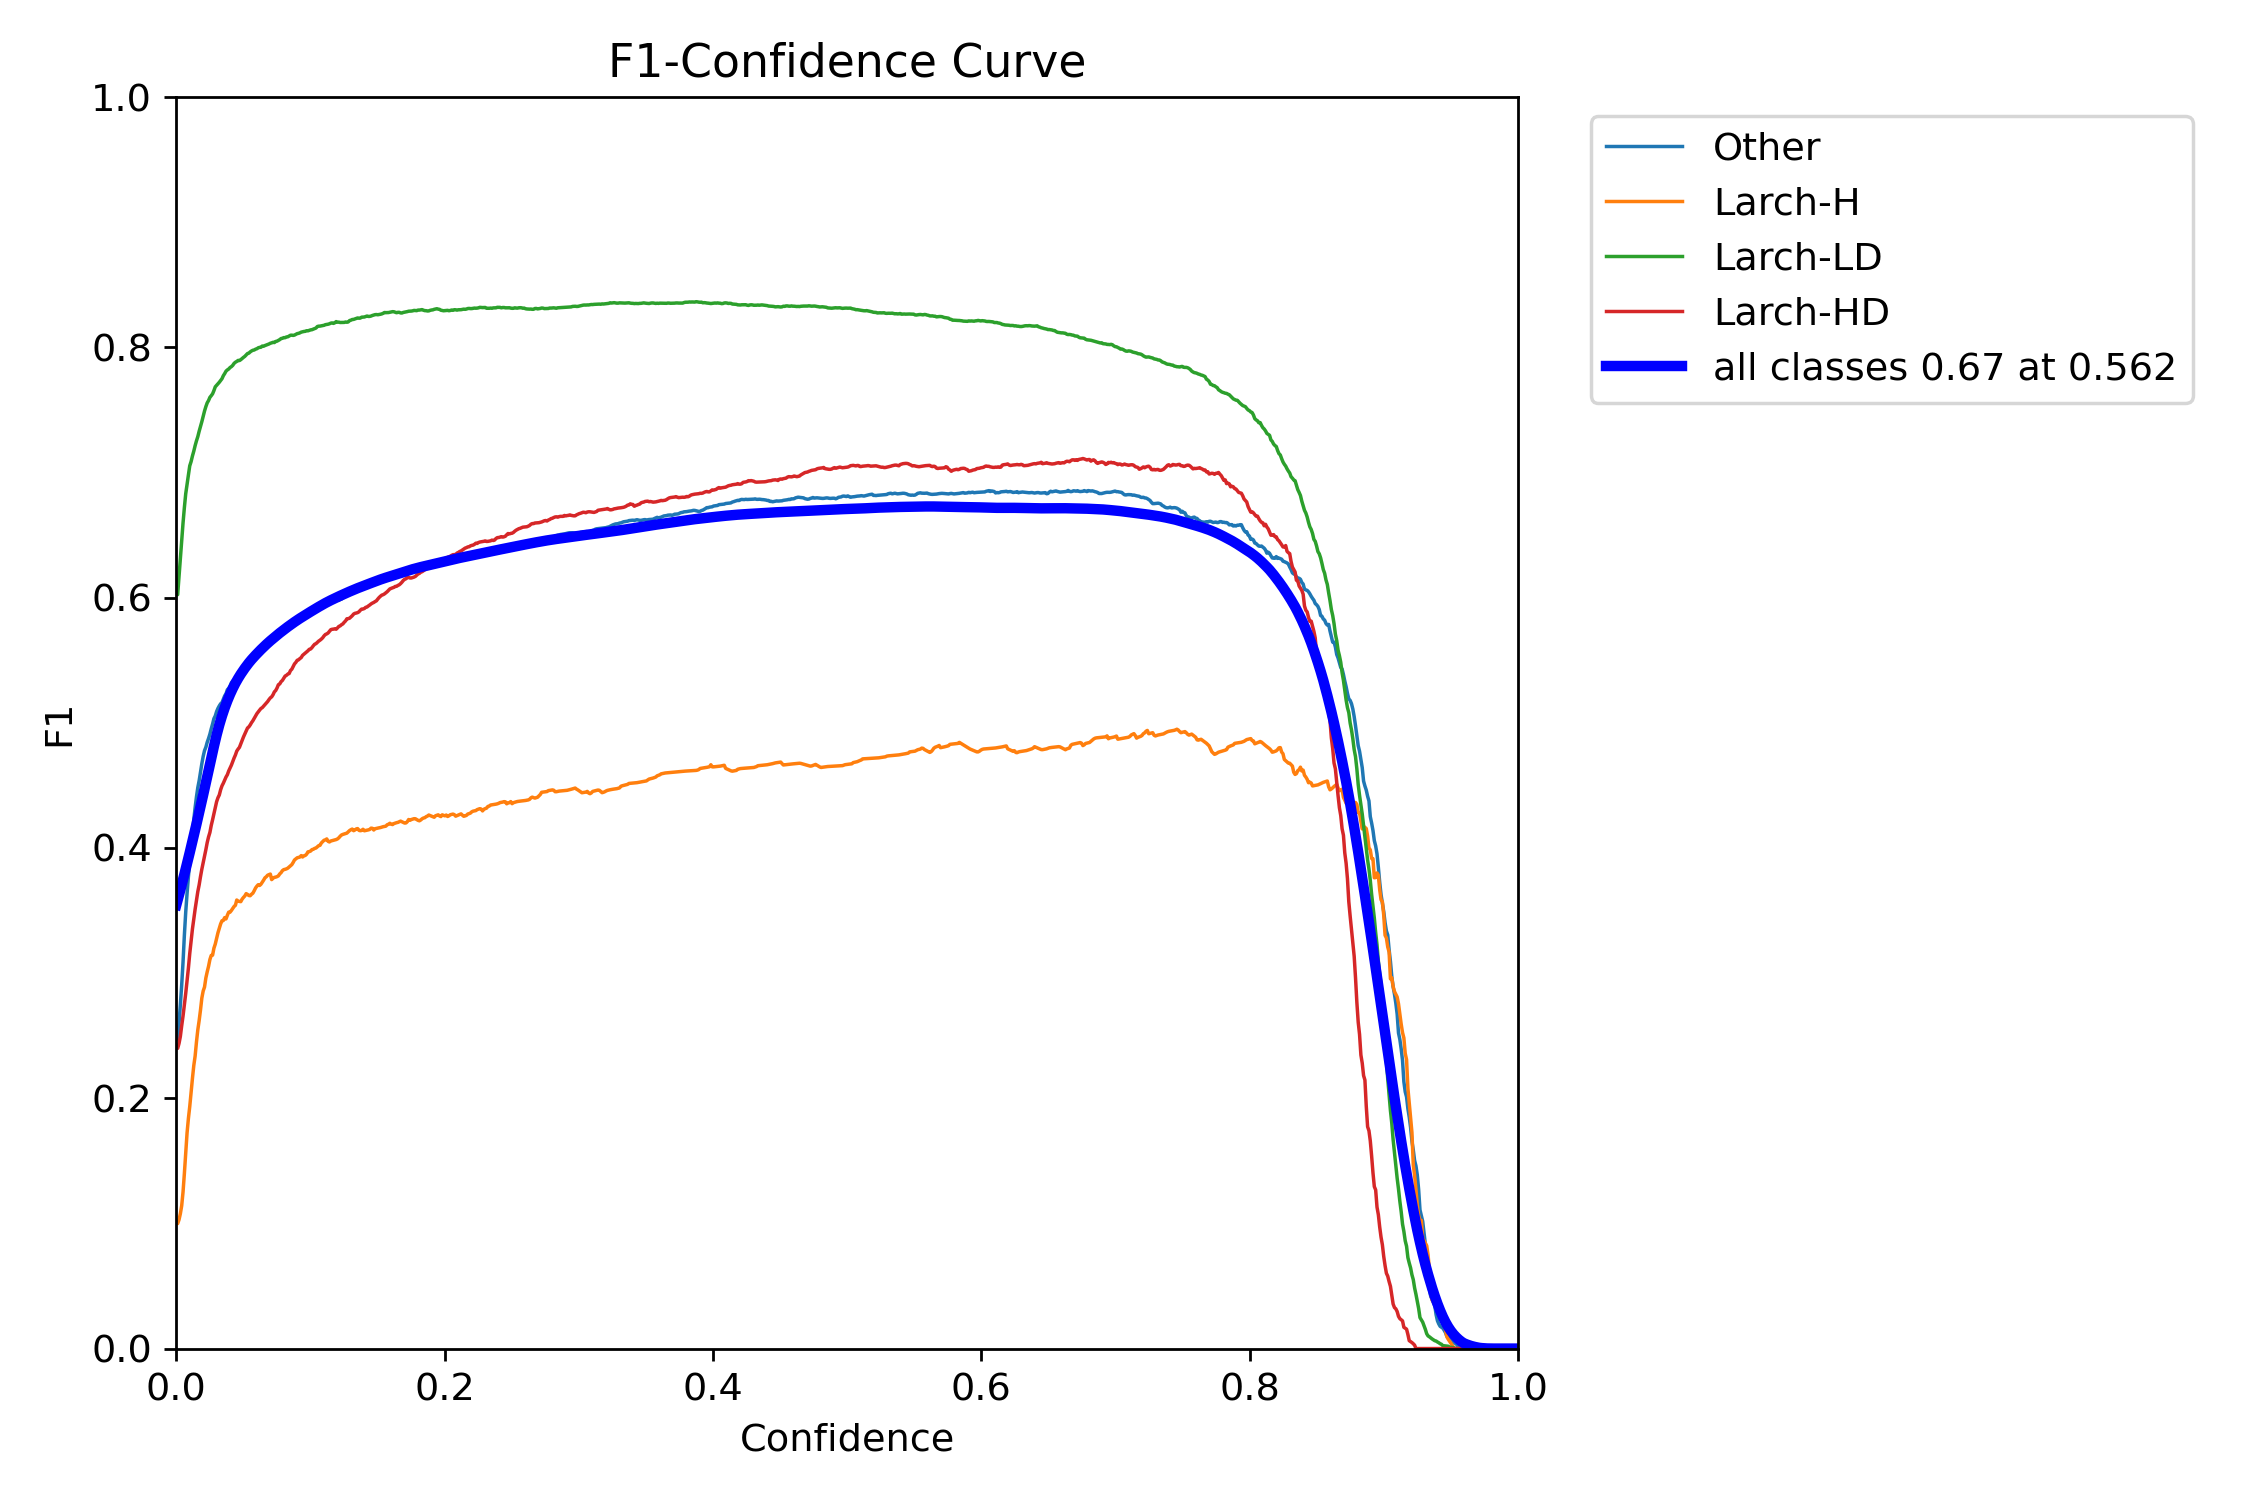 F1-Confidence Curve
1.0
0.8
0.6
0.4
0.2
0.0
F1
0.0 0.2 0.4 0.6 0.8 1.0
Confidence
Other
Larch-H
Larch-LD
Larch-HD
all classes 0.67 at 0.562